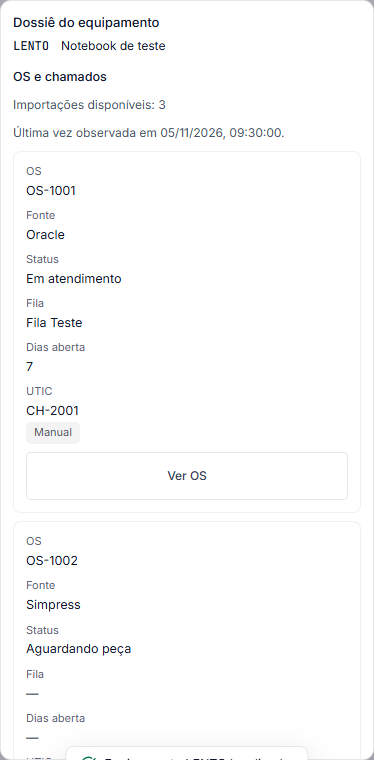 Dossiê do equipamento
LENTO Notebook de teste
OS e chamados
Importações disponíveis: 3
Última vez observada em 05/11/2026, 09:30:00.
OS
OS-1001
Fonte
Oracle
Status
Em atendimento
Fila
Fila Teste
Dias aberta
7
UTIC
CH-2001
Manual
Ver OS
OS
OS-1002
Fonte
Simpress
Status
Aguardando peça
Fila
—
Dias aberta
—